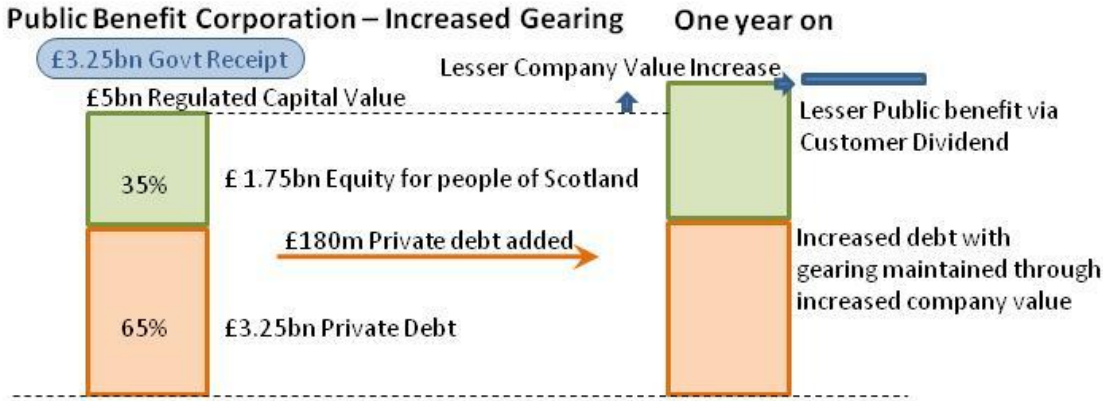 Public Benefit Corporation – Increased Gearing
One year on
£3.25bn Govt Receipt
Lesser Company Value Increase
£5bn Regulated Capital Value
Lesser Public benefit via
Customer Dividend
35%
£ 1.75bn Equity for people of Scotland
£180m Private debt added
Increased debt with
gearing maintained through
increased company value
65%
£3.25bn Private Debt